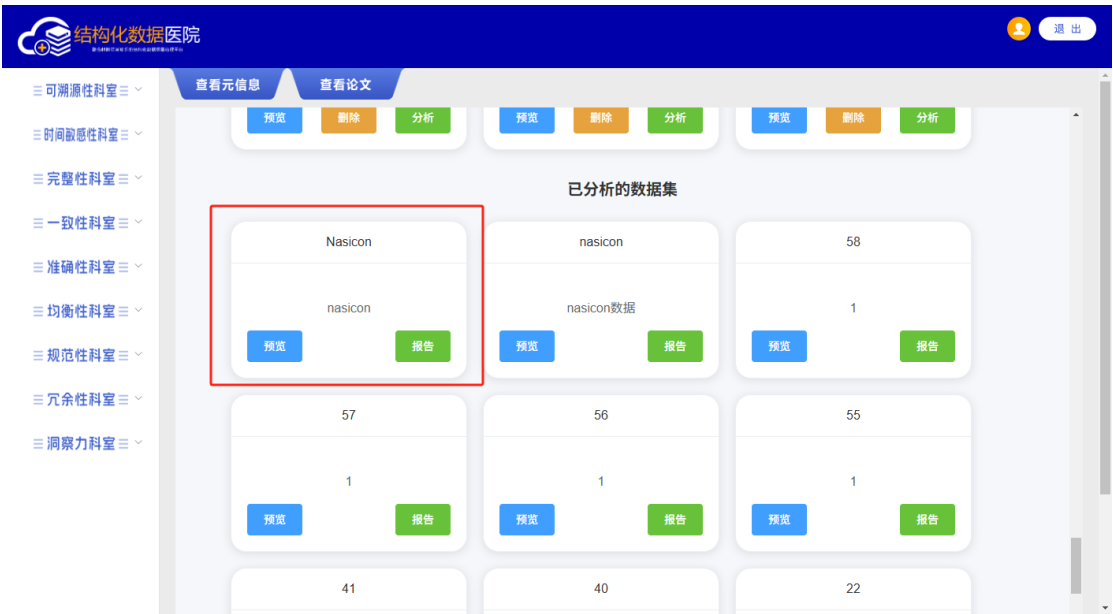 结构化数据医院
退 出
查看元信息 查看论文
可溯源性科室
时间敏感性科室
完整性科室
一致性科室
准确性科室
均衡性科室
规范性科室
冗余性科室
洞察力科室
预览 删除 分析 预览 删除 分析 预览 删除 分析
已分析的数据集
Nasicon nasicon 58
nasicon nasicon数据 1
预览 报告 预览 报告 预览 报告
57 56 55
1 1 1
预览 报告 预览 报告 预览 报告
41 40 22